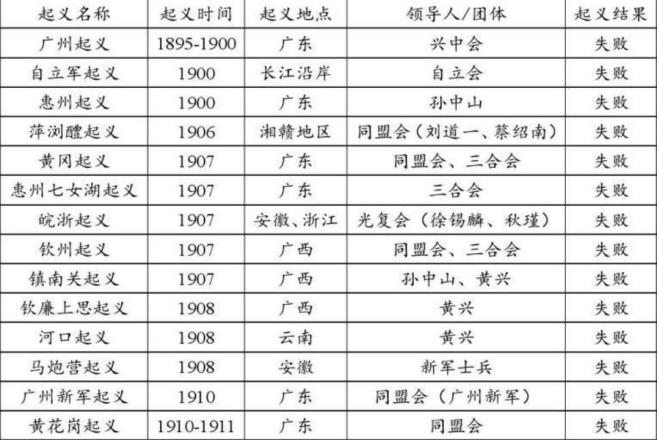 起义名称 起义时间 起义地点 领导人/团体 起义结果
广州起义 1895-1900 广东 兴中会 失败
自立军起义 1900 长江沿岸 自立会 失败
惠州起义 1900 广东 孙中山 失败
萍浏醴起义 1906 湘赣地区 同盟会（刘道一、蔡绍南） 失败
黄冈起义 1907 广东 同盟会、三合会 失败
惠州七女湖起义 1907 广东 三合会 失败
皖浙起义 1907 安徽、浙江 光复会（徐锡麟、秋瑾） 失败
钦州起义 1907 广西 同盟会、三合会 失败
镇南关起义 1907 广西 孙中山、黄兴 失败
钦廉上思起义 1908 广西 黄兴 失败
河口起义 1908 云南 黄兴 失败
马炮营起义 1908 安徽 新军士兵 失败
广州新军起义 1910 广东 同盟会（广州新军） 失败
黄花岗起义 1910-1911 广东 同盟会 失败